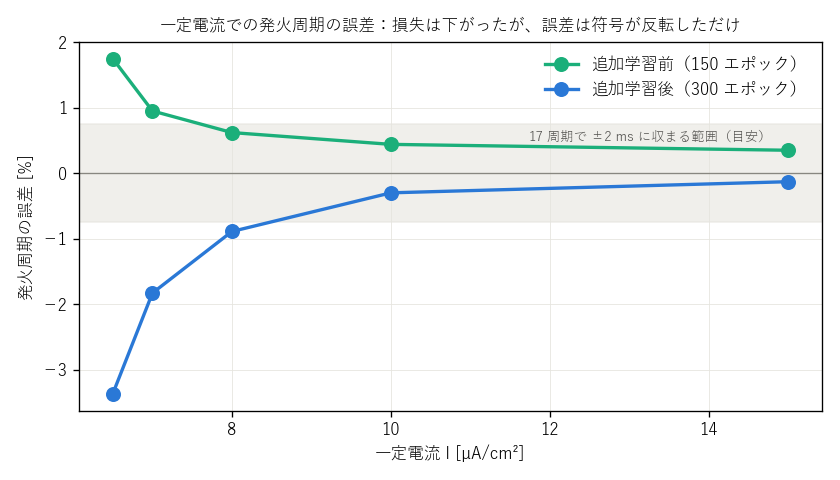 一定電流での発火周期の誤差：損失は下がったが、誤差は符号が反転しただけ
追加学習前（150 エポック）
追加学習後（300 エポック）
17 周期で ±2 ms に収まる範囲（目安）
発火周期の誤差 [%]
2
1
0
−1
−2
−3
8
10
12
14
一定電流 I [μA/cm²]